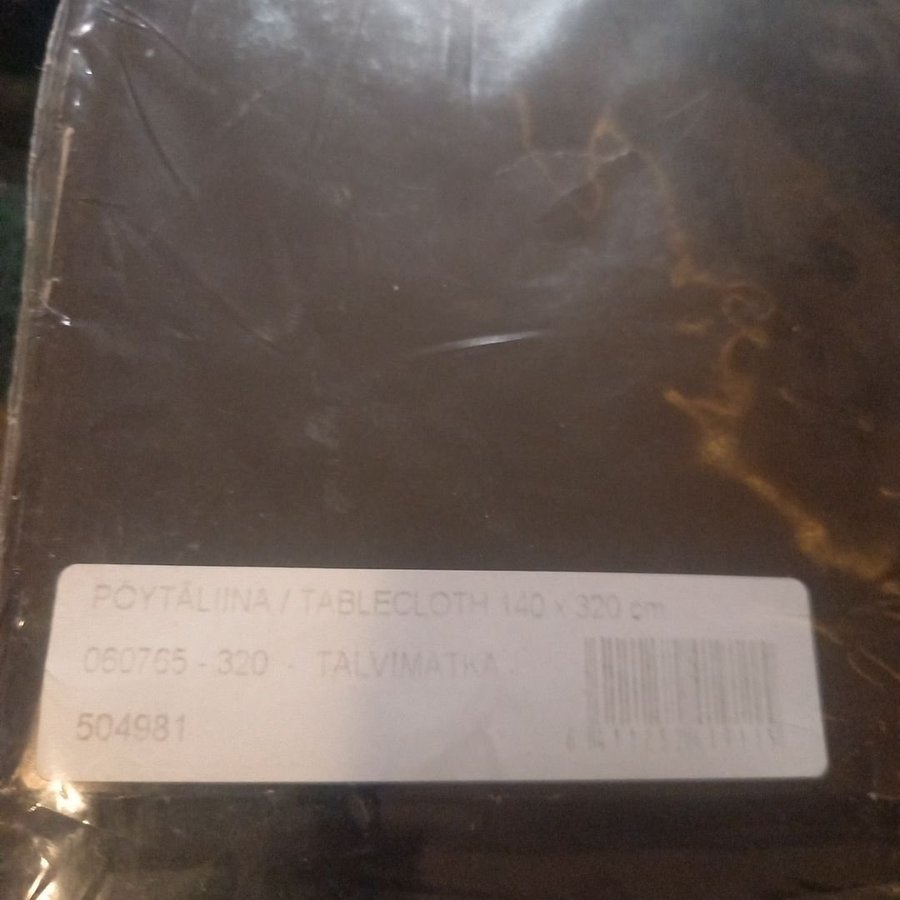 PÖYTÄLIINA / TABLECLOTH 140 x 320 cm
060765 - 320 - TALVIMATKA
504981